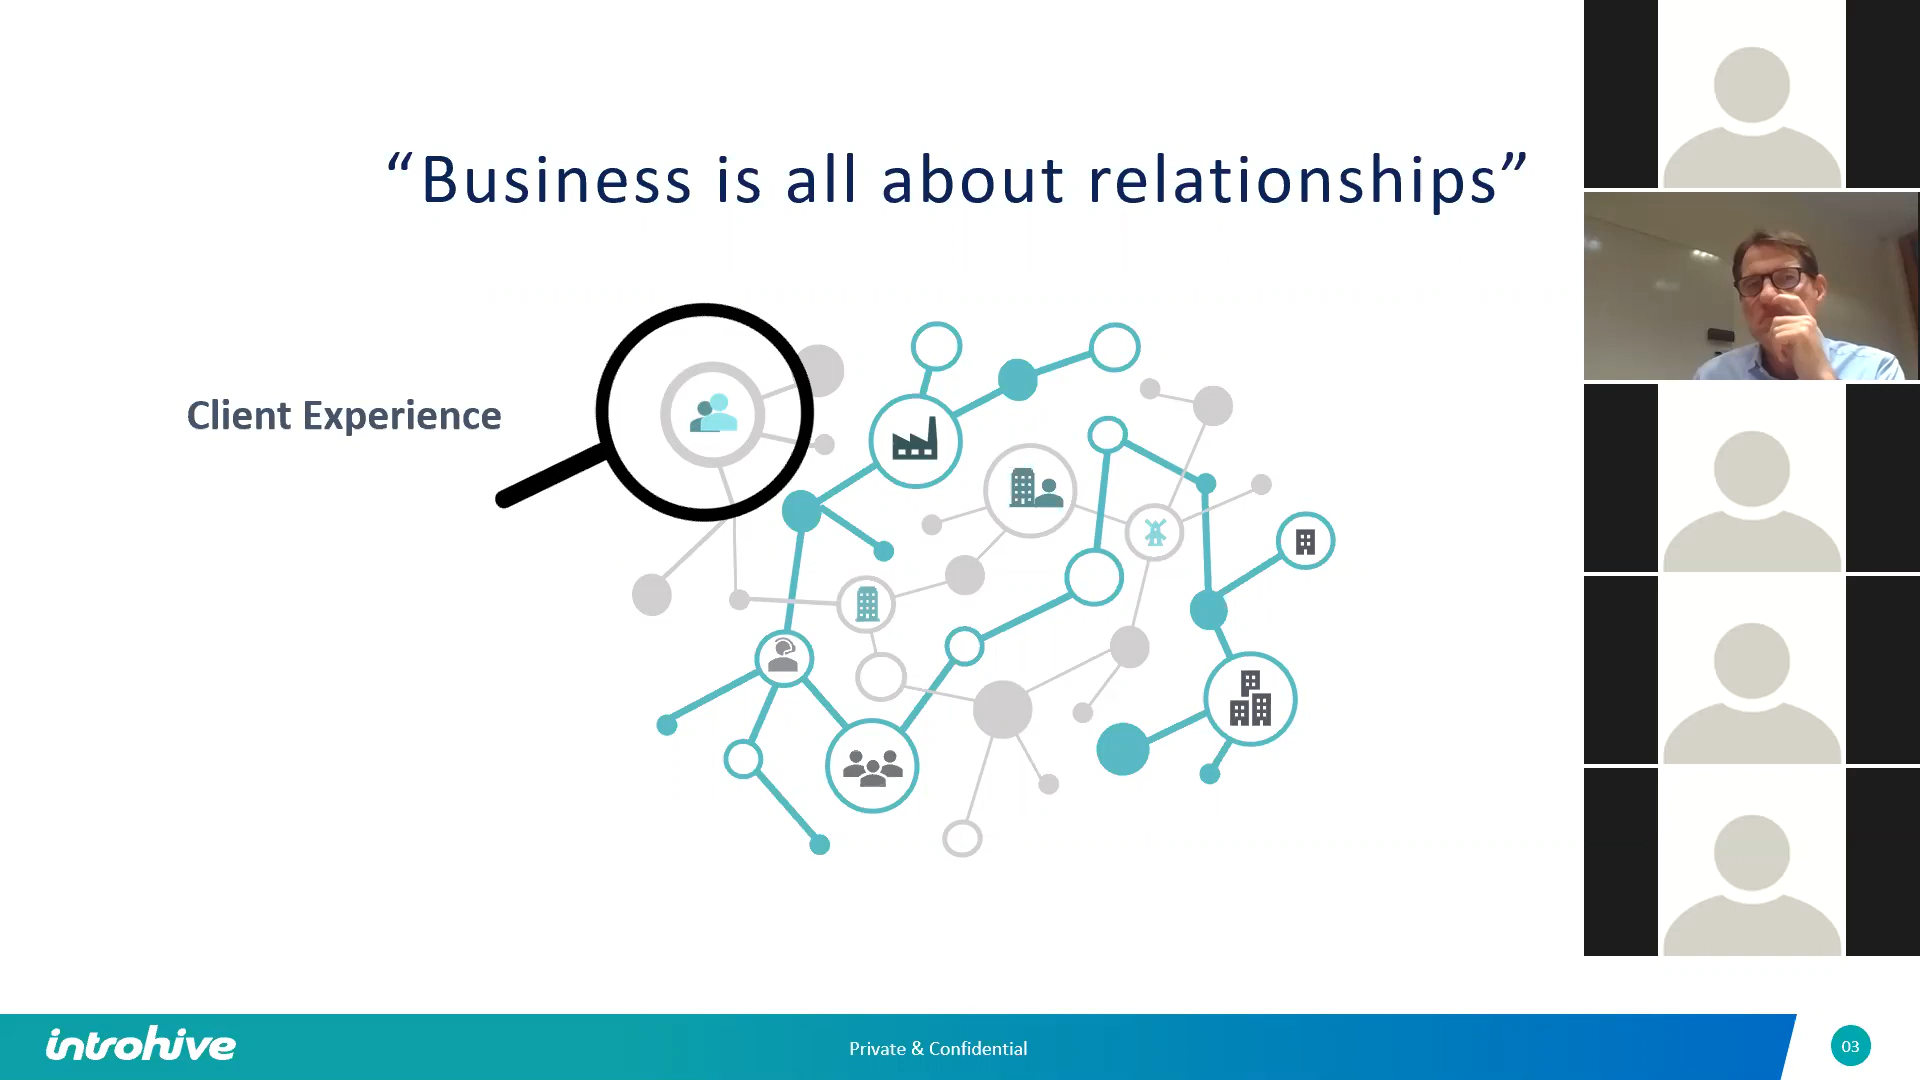 “Business is all about relationships”
Client Experience
introhive
Private & Confidential
03